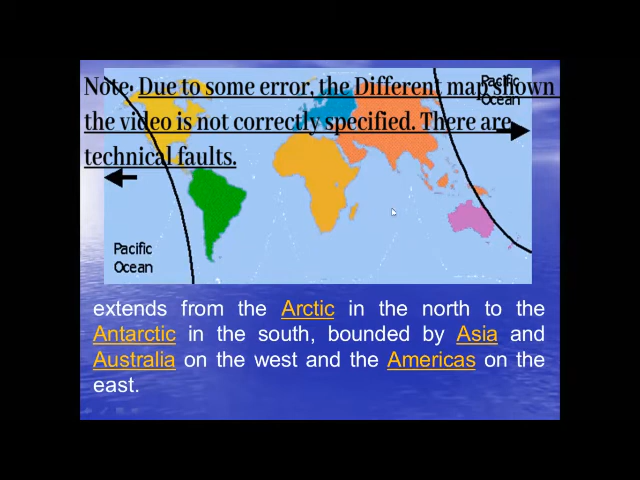 Note: Due to some error, the Different map shown
the video is not correctly specified. There are
technical faults.
Pacific
Ocean
Pacific
Ocean
extends from the Arctic in the north to the
Antarctic in the south, bounded by Asia and
Australia on the west and the Americas on the
east.